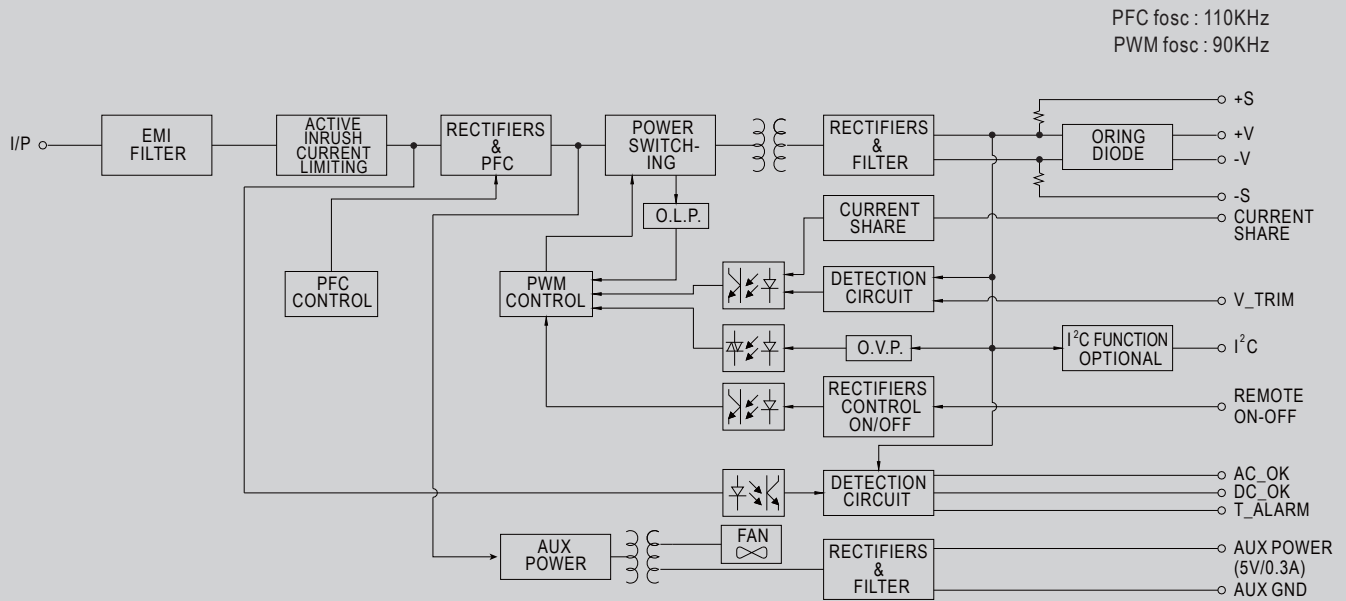 PFC fosc : 110KHz
PWM fosc : 90KHz
I/P
EMI
FILTER
ACTIVE
INRUSH
CURRENT
LIMITING
RECTIFIERS
&
PFC
POWER
SWITCH-
ING
RECTIFIERS
&
FILTER
ORING
DIODE
+S
+V
-V
-S
O.L.P.
CURRENT
SHARE
CURRENT
SHARE
PFC
CONTROL
PWM
CONTROL
DETECTION
CIRCUIT
V_TRIM
O.V.P.
I²C FUNCTION
OPTIONAL
I²C
RECTIFIERS
CONTROL
ON/OFF
REMOTE
ON-OFF
DETECTION
CIRCUIT
AC_OK
DC_OK
T_ALARM
AUX
POWER
FAN
RECTIFIERS
&
FILTER
AUX POWER
(5V/0.3A)
AUX GND